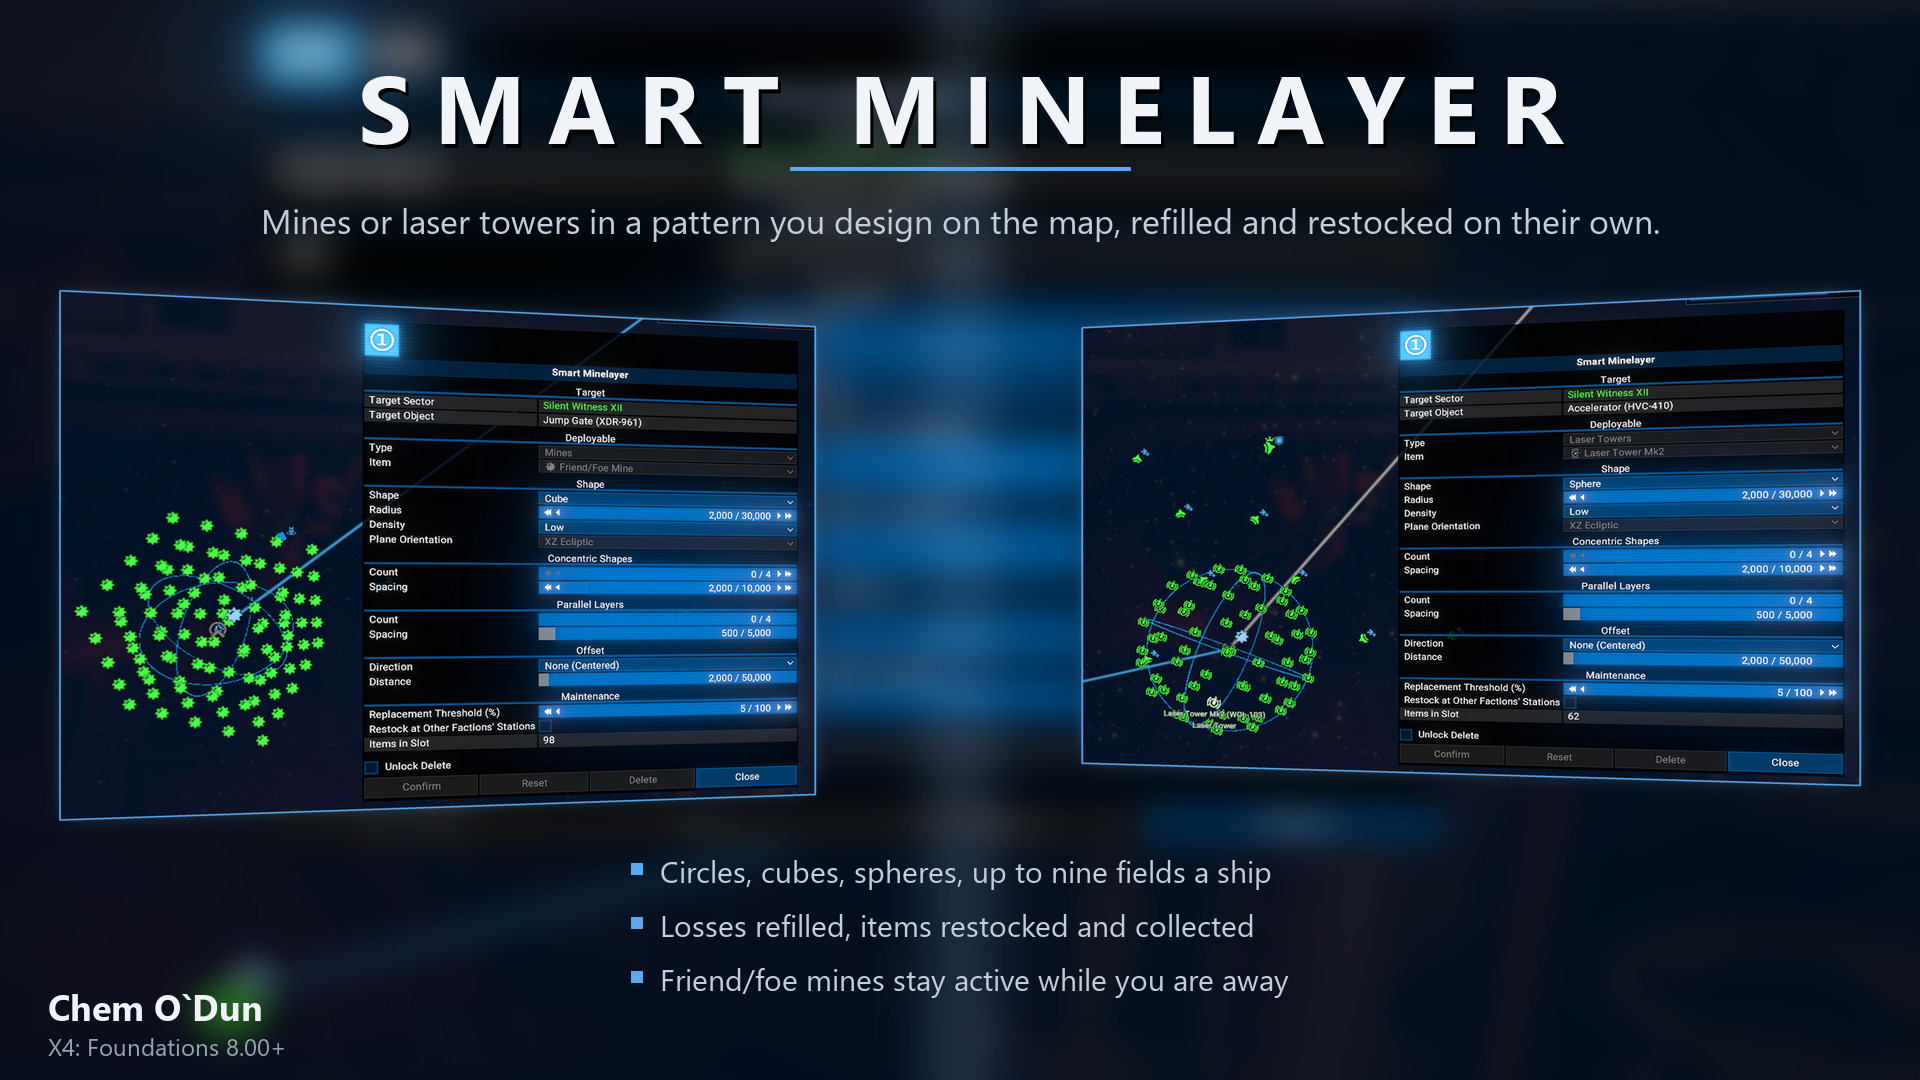 SMART MINELAYER
Mines or laser towers in a pattern you design on the map, refilled and restocked on their own.
①
Smart Minelayer
Target
Target Sector Silent Witness XII
Target Object Jump Gate (XDR-961)
Deployable
Type Mines
Item Friend/Foe Mine
Shape
Shape Cube
Radius 2,000 / 30,000
Density Low
Plane Orientation XZ Ecliptic
Concentric Shapes
Count 0 / 4
Spacing 2,000 / 10,000
Parallel Layers
Count 0 / 4
Spacing 500 / 5,000
Offset
Direction None (Centered)
Distance 2,000 / 50,000
Maintenance
Replacement Threshold (%) 5 / 100
Restock at Other Factions' Stations
Items in Slot 98
Unlock Delete
Confirm Reset Delete Close
①
Smart Minelayer
Target
Target Sector Silent Witness XII
Target Object Accelerator (HVC-410)
Deployable
Type Laser Towers
Item Laser Tower Mk2
Shape
Shape Sphere
Radius 2,000 / 30,000
Density Low
Plane Orientation XZ Ecliptic
Concentric Shapes
Count 0 / 4
Spacing 2,000 / 10,000
Parallel Layers
Count 0 / 4
Spacing 500 / 5,000
Offset
Direction None (Centered)
Distance 2,000 / 50,000
Maintenance
Replacement Threshold (%) 5 / 100
Restock at Other Factions' Stations
Items in Slot 62
Unlock Delete
Confirm Reset Delete Close
Laser Tower Mk2
Laser Tower
Circles, cubes, spheres, up to nine fields a ship
Losses refilled, items restocked and collected
Friend/foe mines stay active while you are away
Chem O`Dun
X4: Foundations 8.00+